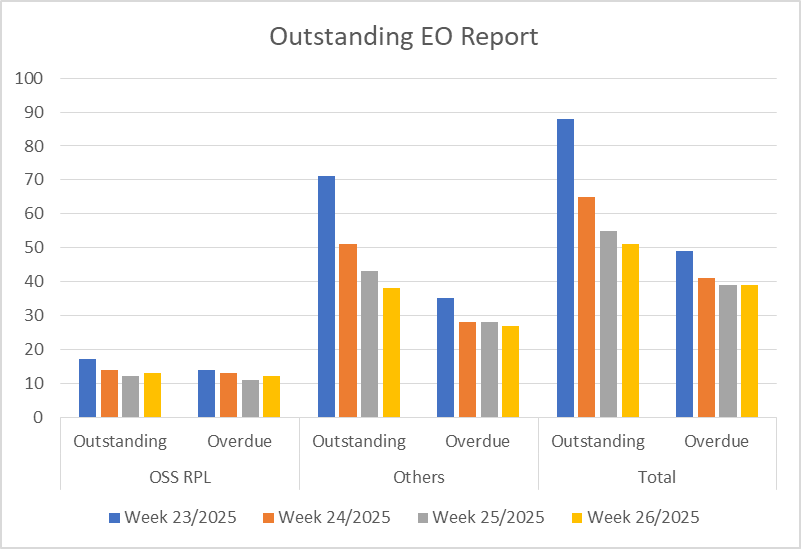 Outstanding EO Report
100
90
80
70
60
50
40
30
20
10
0
Outstanding Overdue Outstanding Overdue Outstanding Overdue
OSS RPL Others Total
Week 23/2025 Week 24/2025 Week 25/2025 Week 26/2025